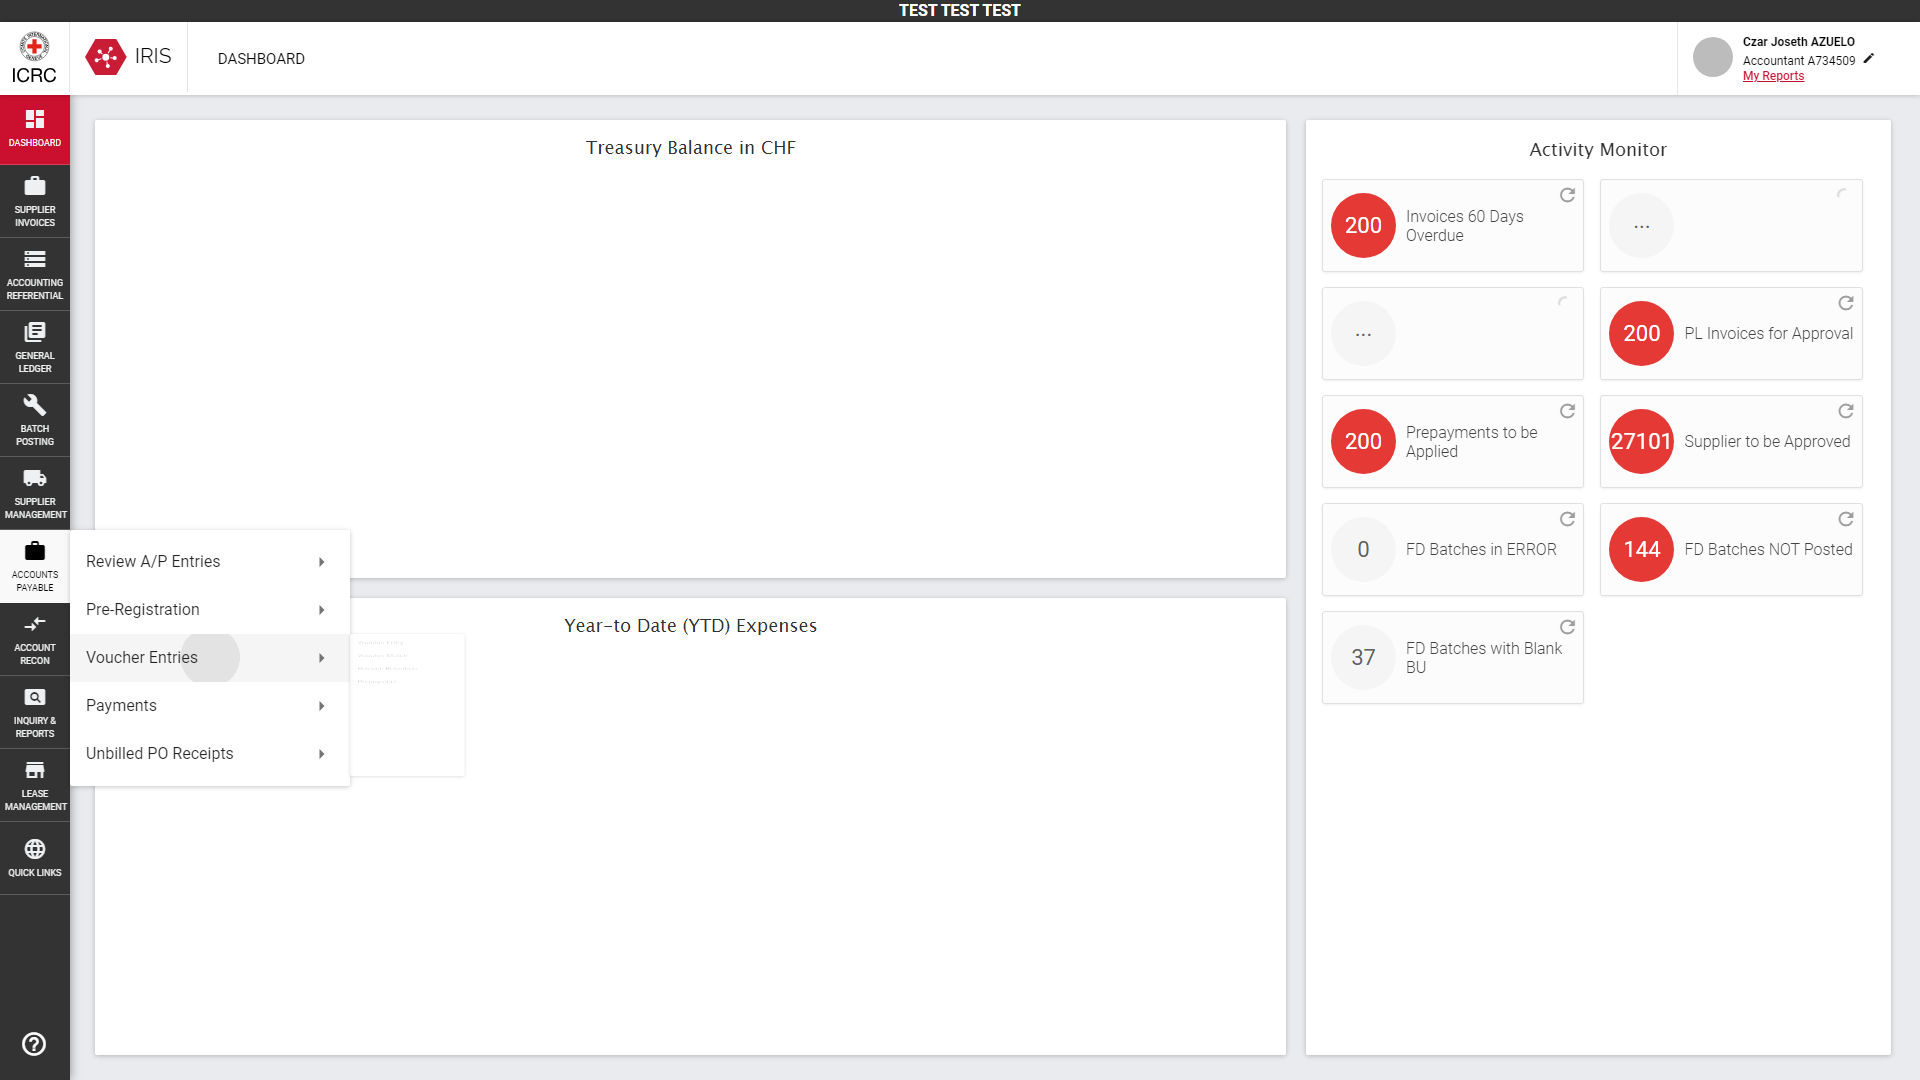 TEST TEST TEST
ICRC
IRIS
DASHBOARD
Czar Joseth AZUELO
Accountant A734509
My Reports
DASHBOARD
SUPPLIER
INVOICES
ACCOUNTING
REFERENTIAL
GENERAL
LEDGER
BATCH
POSTING
SUPPLIER
MANAGEMENT
ACCOUNTS
PAYABLE
ACCOUNT
RECON
INQUIRY &
REPORTS
LEASE
MANAGEMENT
QUICK LINKS
Review A/P Entries
Pre-Registration
Voucher Entries
Payments
Unbilled PO Receipts
Treasury Balance in CHF
Year-to Date (YTD) Expenses
Activity Monitor
200
Invoices 60 Days
Overdue
...
...
200
PL Invoices for Approval
200
Prepayments to be
Applied
27101
Supplier to be Approved
0
FD Batches in ERROR
144
FD Batches NOT Posted
37
FD Batches with Blank
BU